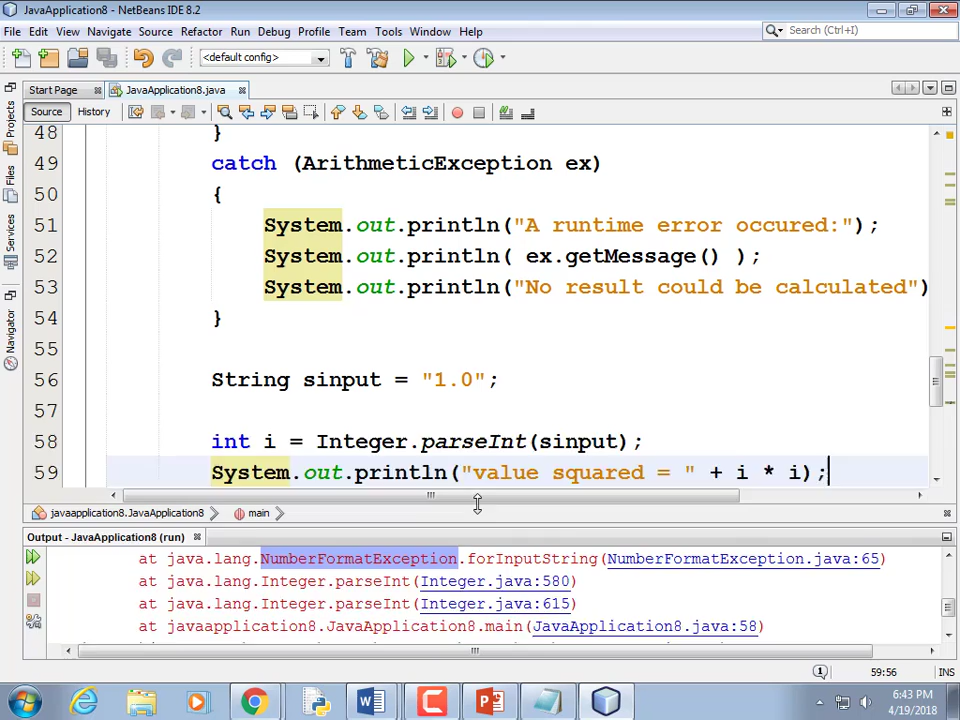 JavaApplication8 - NetBeans IDE 8.2
File Edit View Navigate Source Refactor Run Debug Profile Team Tools Window Help
Search (Ctrl+I)
<default config>
Start Page JavaApplication8.java
Source History
Projects
Files
Services
Navigator
48 }
49 catch (ArithmeticException ex)
50 {
51 System.out.println("A runtime error occured:");
52 System.out.println( ex.getMessage() );
53 System.out.println("No result could be calculated")
54 }
55
56 String sinput = "1.0";
57
58 int i = Integer.parseInt(sinput);
59 System.out.println("value squared = " + i * i);
javaapplication8.JavaApplication8 main
Output - JavaApplication8 (run)
at java.lang.NumberFormatException.forInputString(NumberFormatException.java:65)
at java.lang.Integer.parseInt(Integer.java:580)
at java.lang.Integer.parseInt(Integer.java:615)
at javaapplication8.JavaApplication8.main(JavaApplication8.java:58)
1 59:56 INS
6:43 PM
4/19/2018